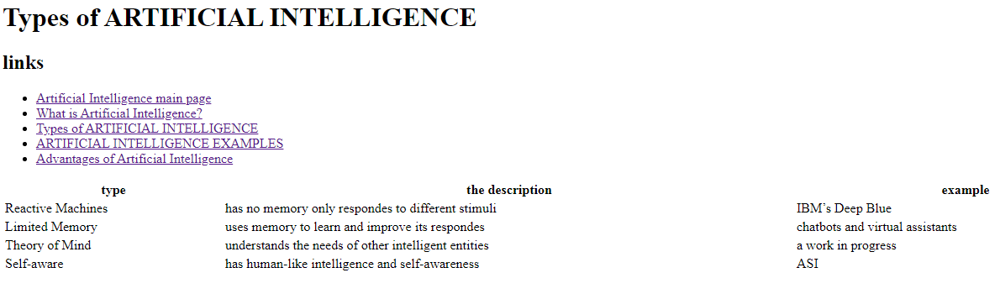 Types of ARTIFICIAL INTELLIGENCE
links
Artificial Intelligence main page
What is Artificial Intelligence?
Types of ARTIFICIAL INTELLIGENCE
ARTIFICIAL INTELLIGENCE EXAMPLES
Advantages of Artificial Intelligence
type the description example
Reactive Machines has no memory only respondes to different stimuli IBM’s Deep Blue
Limited Memory uses memory to learn and improve its respondes chatbots and virtual assistants
Theory of Mind understands the needs of other intelligent entities a work in progress
Self-aware has human-like intelligence and self-awareness ASI